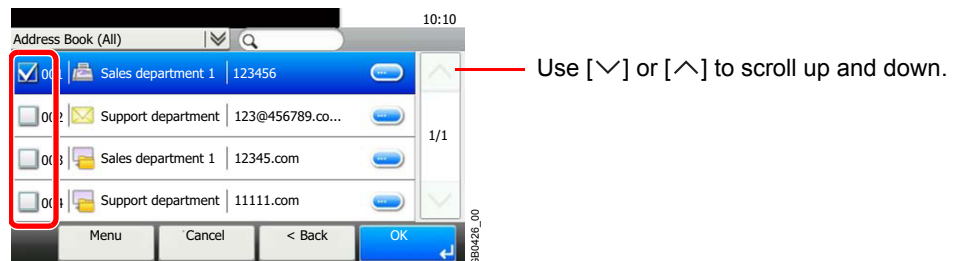 10:10
Address Book (All)
001 Sales department 1 123456
Use [∨] or [∧] to scroll up and down.
002 Support department 123@456789.co...
1/1
003 Sales department 1 12345.com
004 Support department 11111.com
Menu Cancel < Back OK